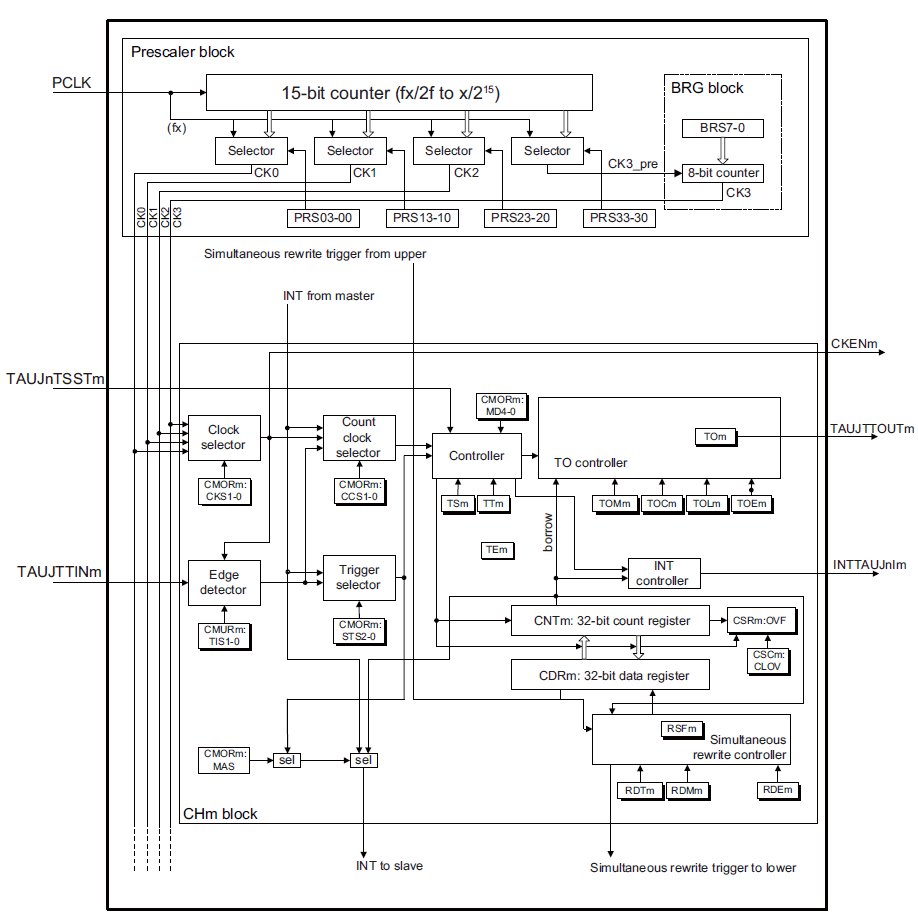 Prescaler block
PCLK
15-bit counter (fx/2f to x/2¹⁵)
BRG block
BRS7-0
(fx)
Selector
Selector
Selector
Selector
CK3_pre
8-bit counter
CK0
CK1
CK2
CK3
PRS03-00
PRS13-10
PRS23-20
PRS33-30
CK0
CK1
CK2
CK3
Simultaneous rewrite trigger from upper
INT from master
CKENm
TAUJnTSSTm
CMORm:
MD4-0
Clock
selector
Count
clock
selector
Controller
TOm
TO controller
TAUJTTOUTm
CMORm:
CKS1-0
CMORm:
CCS1-0
TSm
TTm
TOMm
TOCm
TOLm
TOEm
borrow
TEm
TAUJTTINm
Edge
detector
Trigger
selector
INT
controller
INTTAUJnIm
CMURm:
TIS1-0
CMORm:
STS2-0
CNTm: 32-bit count register
CSRm:OVF
CSCm:
CLOV
CDRm: 32-bit data register
RSFm
Simultaneous
rewrite controller
CMORm:
MAS
sel
sel
RDTm
RDMm
RDEm
CHm block
INT to slave
Simultaneous rewrite trigger to lower